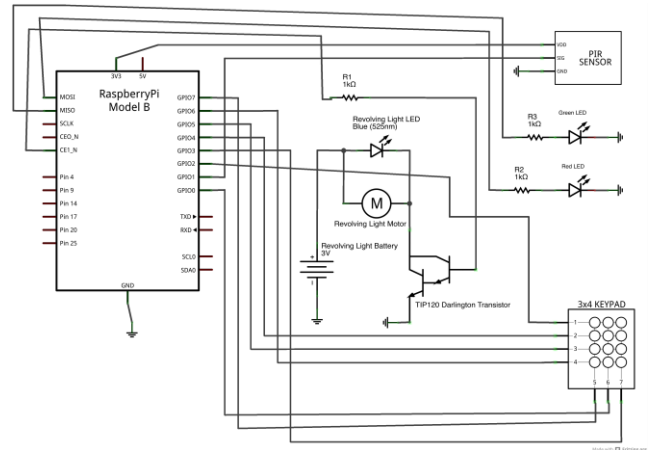 3V3
5V
RaspberryPi
Model B
MOSI
MISO
SCLK
CE0_N
CE1_N
Pin 4
Pin 9
Pin 14
Pin 17
Pin 20
Pin 25
GPIO7
GPIO6
GPIO5
GPIO4
GPIO3
GPIO2
GPIO1
GPIO0
TXD
RXD
SCL0
SDA0
GND
R1
1kΩ
Revolving Light LED
Blue (525nm)
M
Revolving Light Motor
Revolving Light Battery
3V
+
TIP120 Darlington Transistor
VDD
SIG
GND
PIR
SENSOR
R3
1kΩ
Green LED
R2
1kΩ
Red LED
3x4 KEYPAD
1
2
3
4
5 6 7